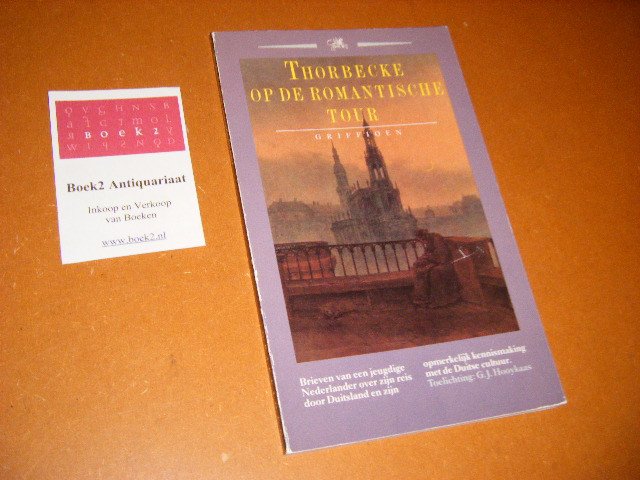 BOEK2
Boek2 Antiquariaat
Inkoop en Verkoop
van Boeken
www.boek2.nl
THORBECKE
OP DE ROMANTISCHE
TOUR
GRIFFIOEN
Brieven van een jeugdige
Nederlander over zijn reis
door Duitsland en zijn
opmerkelijk kennismaking
met de Duitse cultuur.
Toelichting: G.J. Hooykaas